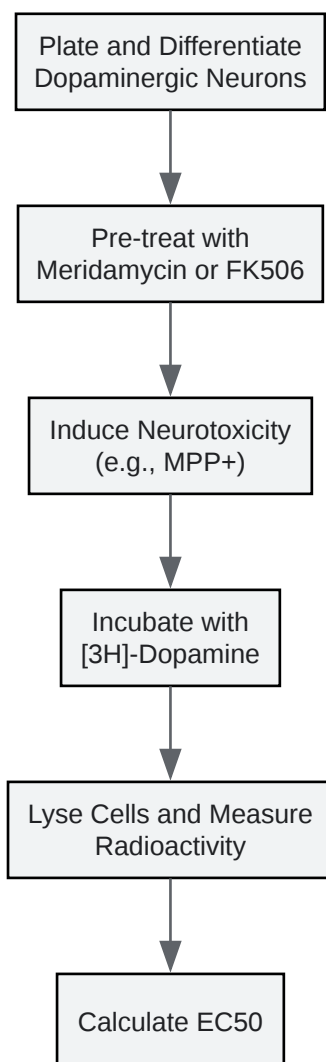 Plate and Differentiate
Dopaminergic Neurons
Pre-treat with
Meridamycin or FK506
Induce Neurotoxicity
(e.g., MPP+)
Incubate with
[3H]-Dopamine
Lyse Cells and Measure
Radioactivity
Calculate EC50